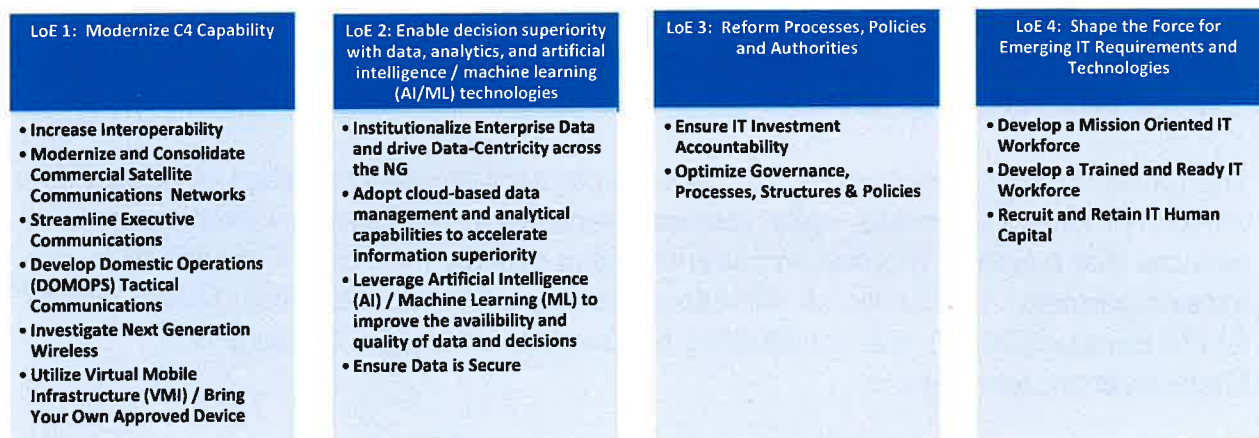 LoE 1: Modernize C4 Capability
• Increase Interoperability
• Modernize and Consolidate
Commercial Satellite
Communications Networks
• Streamline Executive
Communications
• Develop Domestic Operations
(DOMOPS) Tactical
Communications
• Investigate Next Generation
Wireless
• Utilize Virtual Mobile
Infrastructure (VMI) / Bring
Your Own Approved Device
LoE 2: Enable decision superiority
with data, analytics, and artificial
intelligence / machine learning
(AI/ML) technologies
• Institutionalize Enterprise Data
and drive Data-Centricity across
the NG
• Adopt cloud-based data
management and analytical
capabilities to accelerate
information superiority
• Leverage Artificial Intelligence
(AI) / Machine Learning (ML) to
improve the availibility and
quality of data and decisions
• Ensure Data is Secure
LoE 3: Reform Processes, Policies
and Authorities
• Ensure IT Investment
Accountability
• Optimize Governance,
Processes, Structures & Policies
LoE 4: Shape the Force for
Emerging IT Requirements and
Technologies
• Develop a Mission Oriented IT
Workforce
• Develop a Trained and Ready IT
Workforce
• Recruit and Retain IT Human
Capital